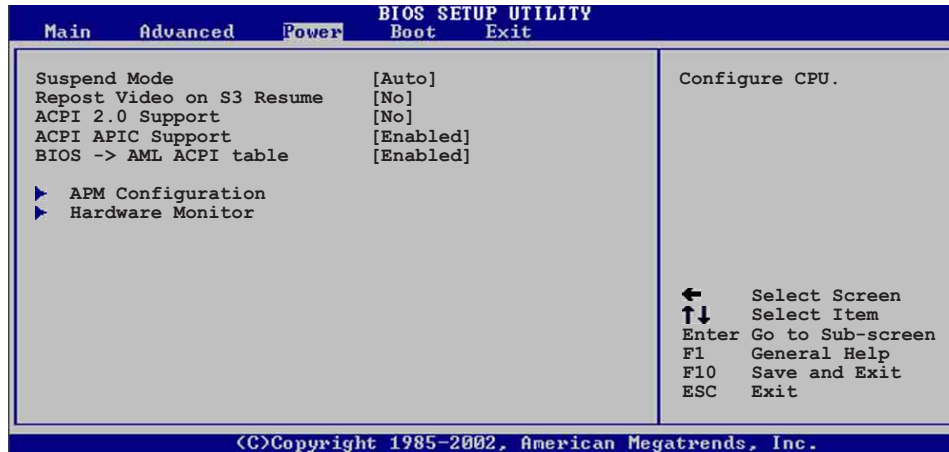 BIOS SETUP UTILITY
Main Advanced Power Boot Exit
Suspend Mode [Auto]
Repost Video on S3 Resume [No]
ACPI 2.0 Support [No]
ACPI APIC Support [Enabled]
BIOS -> AML ACPI table [Enabled]
APM Configuration
Hardware Monitor
Configure CPU.
← Select Screen
↑↓ Select Item
Enter Go to Sub-screen
F1 General Help
F10 Save and Exit
ESC Exit
(C)Copyright 1985-2002, American Megatrends, Inc.